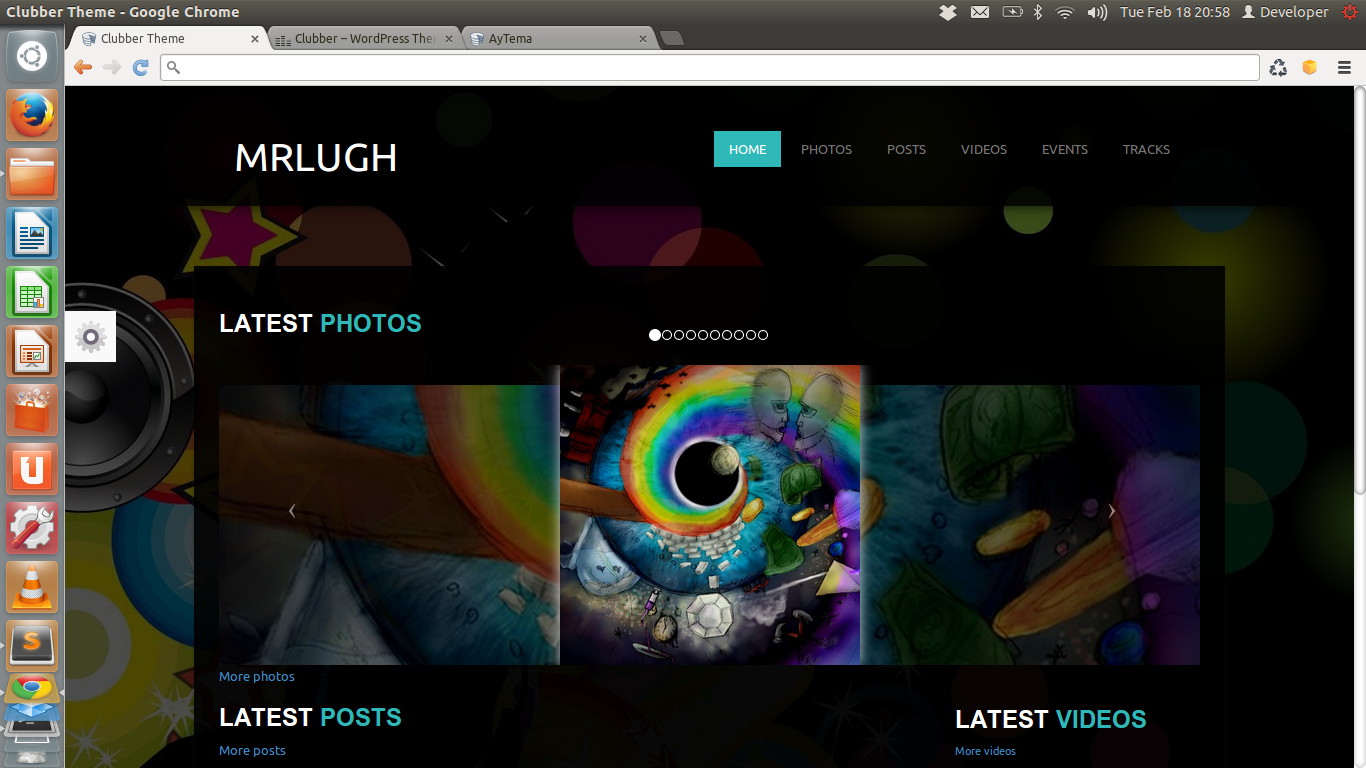 Clubber Theme - Google Chrome
Tue Feb 18 20:58 Developer
Clubber Theme
Clubber – WordPress The
AyTema
MRLUGH
HOME PHOTOS POSTS VIDEOS EVENTS TRACKS
LATEST PHOTOS
More photos
LATEST POSTS
More posts
LATEST VIDEOS
More videos